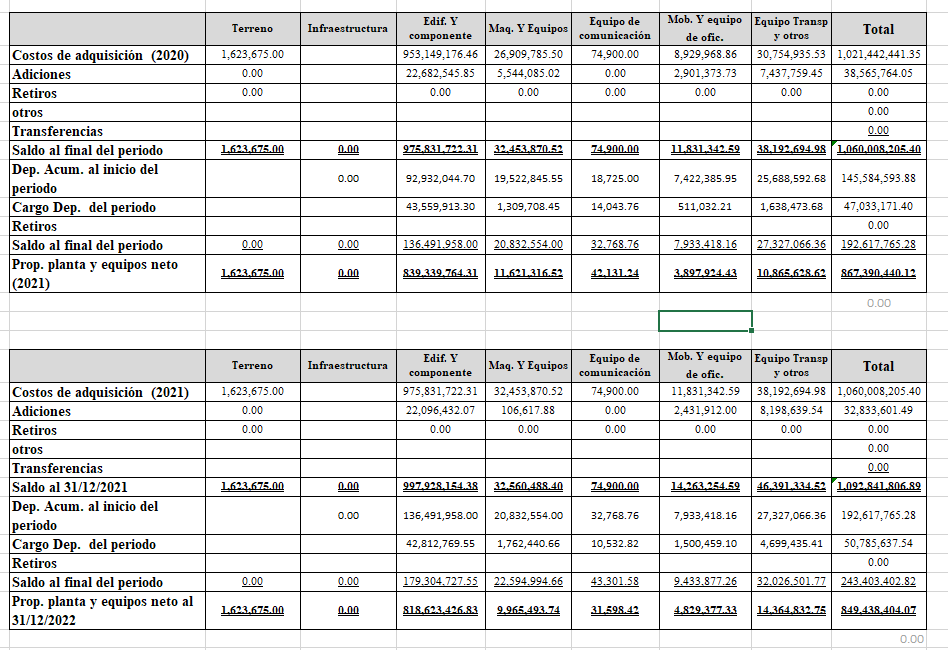 Terreno Infraestructura Edif. Y componente Maq. Y Equipos Equipo de comunicación Mob. Y equipo de ofic. Equipo Transp y otros Total
Costos de adquisición (2020) 1,623,675.00 953,149,176.46 26,909,785.50 74,900.00 8,929,968.86 30,754,935.53 1,021,442,441.35
Adiciones 0.00 22,682,545.85 5,544,085.02 0.00 2,901,373.73 7,437,759.45 38,565,764.05
Retiros 0.00 0.00 0.00 0.00 0.00 0.00 0.00
otros 0.00
Transferencias 0.00
Saldo al final del periodo 1,623,675.00 0.00 975,831,722.31 32,453,870.52 74,900.00 11,831,342.59 38,192,694.98 1,060,008,205.40
Dep. Acum. al inicio del periodo 0.00 92,932,044.70 19,522,845.55 18,725.00 7,422,385.95 25,688,592.68 145,584,593.88
Cargo Dep. del periodo 43,559,913.30 1,309,708.45 14,043.76 511,032.21 1,638,473.68 47,033,171.40
Retiros 0.00
Saldo al final del periodo 0.00 0.00 136,491,958.00 20,832,554.00 32,768.76 7,933,418.16 27,327,066.36 192,617,765.28
Prop. planta y equipos neto (2021) 1,623,675.00 0.00 839,339,764.31 11,621,316.52 42,131.24 3,897,924.43 10,865,628.62 867,390,440.12
0.00
Terreno Infraestructura Edif. Y componente Maq. Y Equipos Equipo de comunicación Mob. Y equipo de ofic. Equipo Transp y otros Total
Costos de adquisición (2021) 1,623,675.00 975,831,722.31 32,453,870.52 74,900.00 11,831,342.59 38,192,694.98 1,060,008,205.40
Adiciones 0.00 22,096,432.07 106,617.88 0.00 2,431,912.00 8,198,639.54 32,833,601.49
Retiros 0.00 0.00 0.00 0.00 0.00 0.00 0.00
otros 0.00
Transferencias 0.00
Saldo al 31/12/2021 1,623,675.00 0.00 997,928,154.38 32,560,488.40 74,900.00 14,263,254.59 46,391,334.52 1,092,841,806.89
Dep. Acum. al inicio del periodo 0.00 136,491,958.00 20,832,554.00 32,768.76 7,933,418.16 27,327,066.36 192,617,765.28
Cargo Dep. del periodo 42,812,769.55 1,762,440.66 10,532.82 1,500,459.10 4,699,435.41 50,785,637.54
Retiros 0.00
Saldo al final del periodo 0.00 0.00 179,304,727.55 22,594,994.66 43,301.58 9,433,877.26 32,026,501.77 243,403,402.82
Prop. planta y equipos neto al 31/12/2022 1,623,675.00 0.00 818,623,426.83 9,965,493.74 31,598.42 4,829,377.33 14,364,832.75 849,438,404.07
0.00